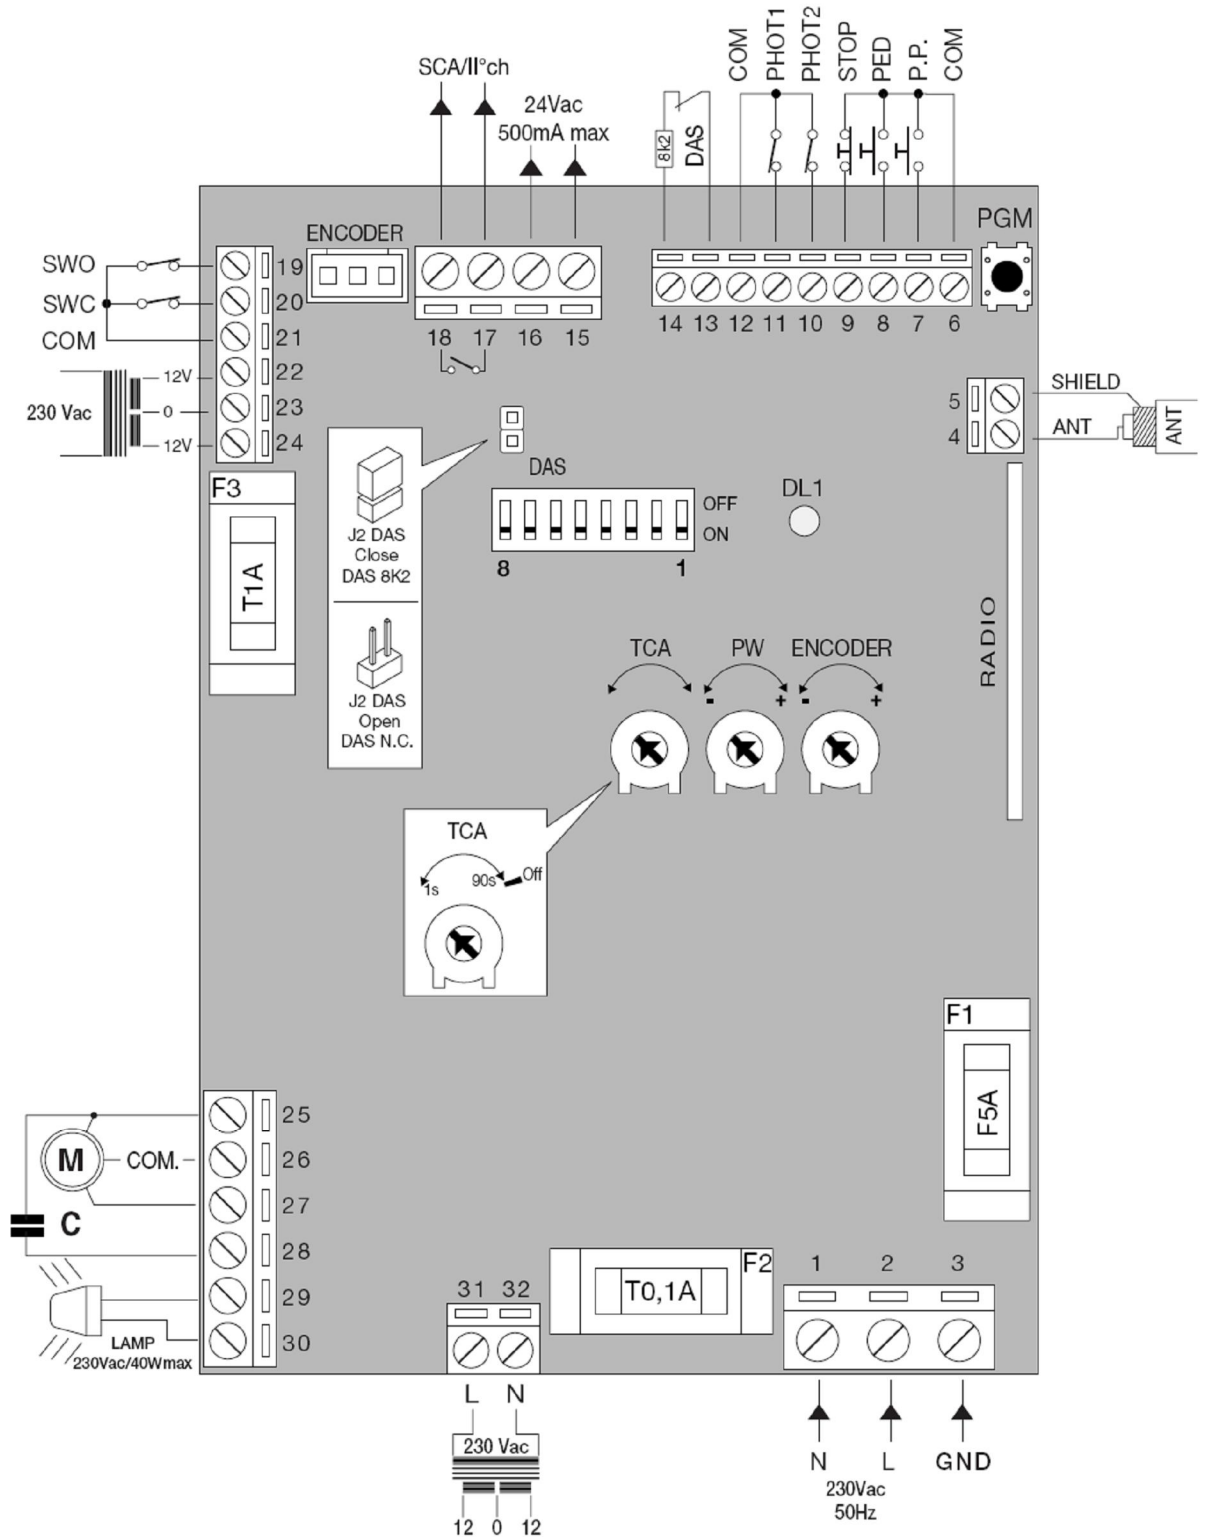 COM
PHOT1
PHOT2
STOP
PED
P.P.
COM
SCA/II°ch
24Vac
500mA max
8k2
DAS
PGM
ENCODER
SWO
SWC
COM
12V
230 Vac
0
12V
19
20
21
22
23
24
18 17 16 15
14 13 12 11 10 9 8 7 6
5
4
SHIELD
ANT
ANT
F3
T1A
J2 DAS
Close
DAS 8K2
J2 DAS
Open
DAS N.C.
DAS
OFF
ON
8 1
DL1
RADIO
TCA PW ENCODER
- + - +
TCA
1s 90s Off
F1
F5A
25
26
27
28
29
30
M COM.
C
LAMP
230Vac/40Wmax
F2
T0,1A
31 32
L N
230 Vac
12 0 12
1 2 3
N L GND
230Vac
50Hz